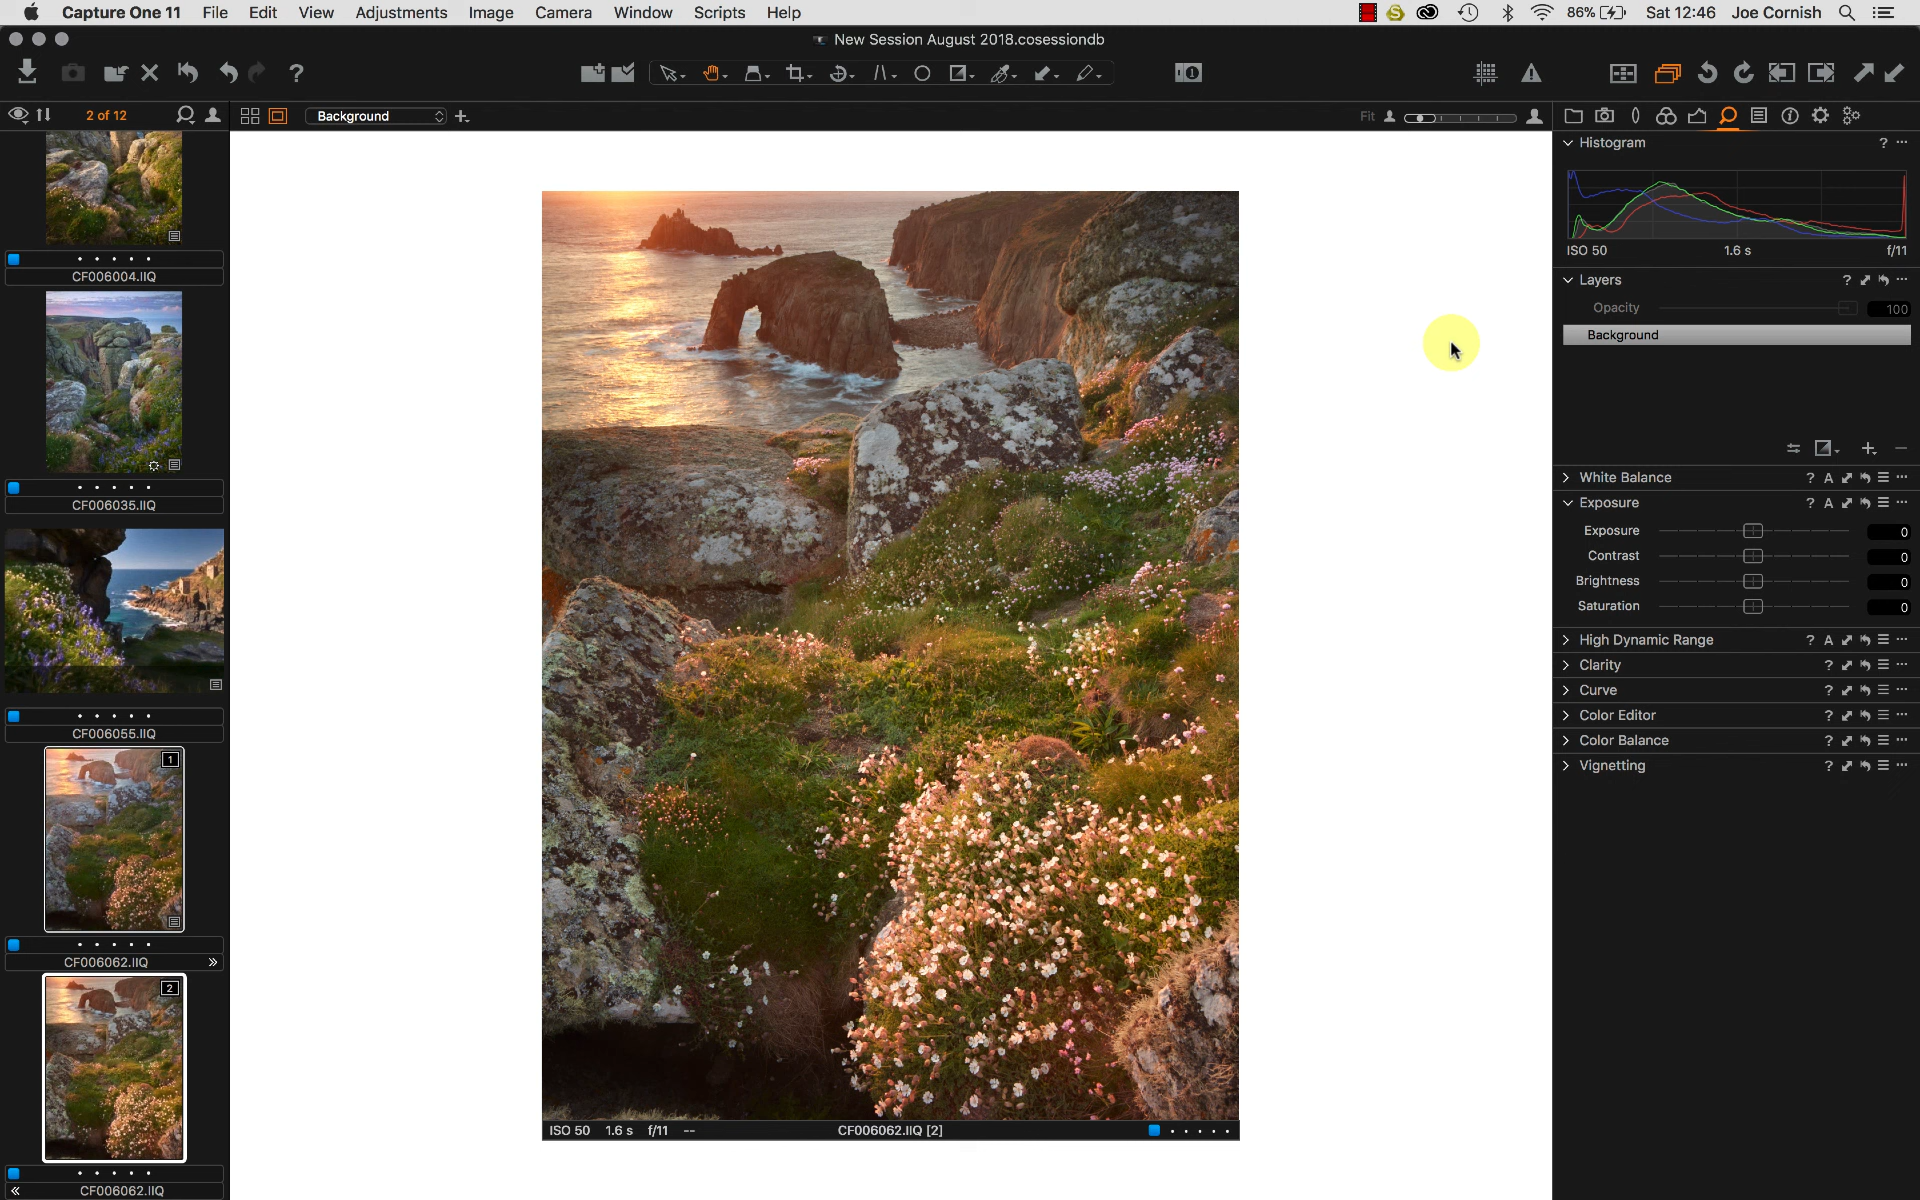 Capture One 11 File Edit View Adjustments Image Camera Window Scripts Help 86% Sat 12:46 Joe Cornish
New Session August 2018.cosessiondb
2 of 12 Background Fit
Histogram ? ...
CF006004.IIQ
ISO 50 1.6 s f/11
Layers ? ...
Opacity 100
Background
CF006035.IIQ
White Balance ? A ...
Exposure ? A ...
Exposure 0
Contrast 0
Brightness 0
Saturation 0
High Dynamic Range ? A ...
Clarity ? ...
Curve ? ...
Color Editor ? ...
CF006055.IIQ
Color Balance ? ...
Vignetting ? ...
1
CF006062.IIQ »
2
ISO 50 1.6 s f/11 -- CF006062.IIQ [2]
« CF006062.IIQ